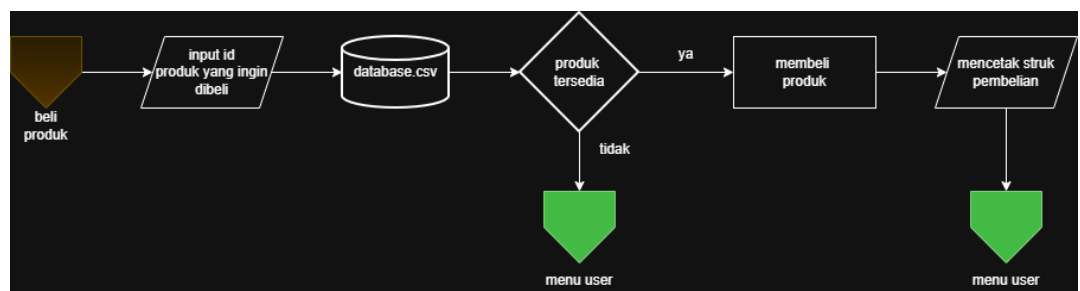 beli
produk
input id
produk yang ingin
dibeli
database.csv
produk
tersedia
ya
tidak
menu user
membeli
produk
mencetak struk
pembelian
menu user